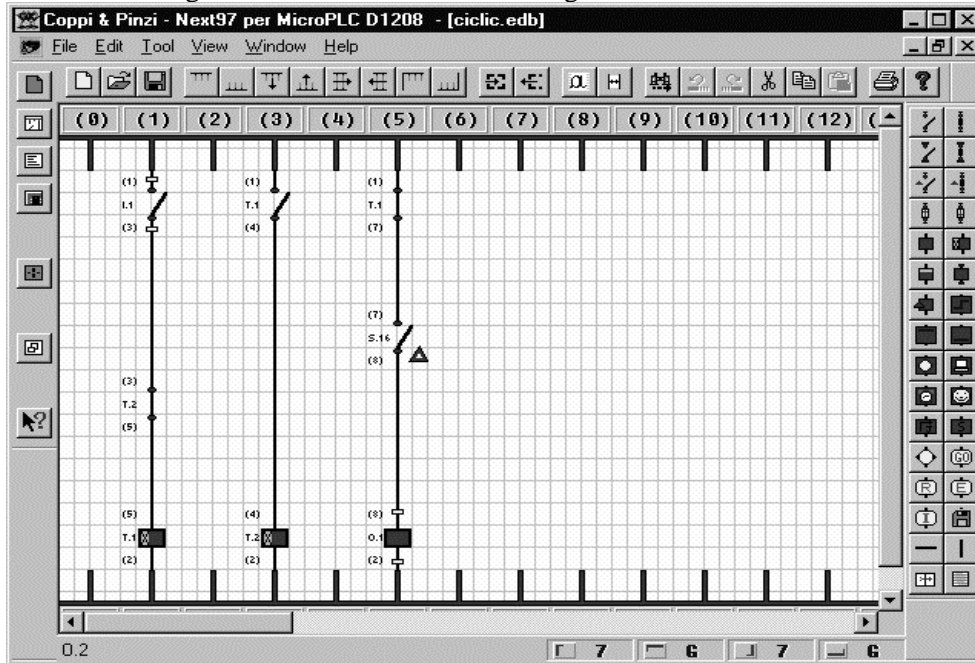 Coppi & Pinzi - Next97 per MicroPLC D1208 - [ciclic.edb]
File Edit Tool View Window Help
(0) (1) (2) (3) (4) (5) (6) (7) (8) (9) (10) (11) (12) (
(1) (1) (1)
I.1 T.1 T.1
(3) (4) (7)
(7)
S.16
(8)
(3)
T.2
(5)
(5) (4) (8)
T.1 T.2 O.1
(2) (2) (2)
GO
R E
I
0.2 7 6 7 6